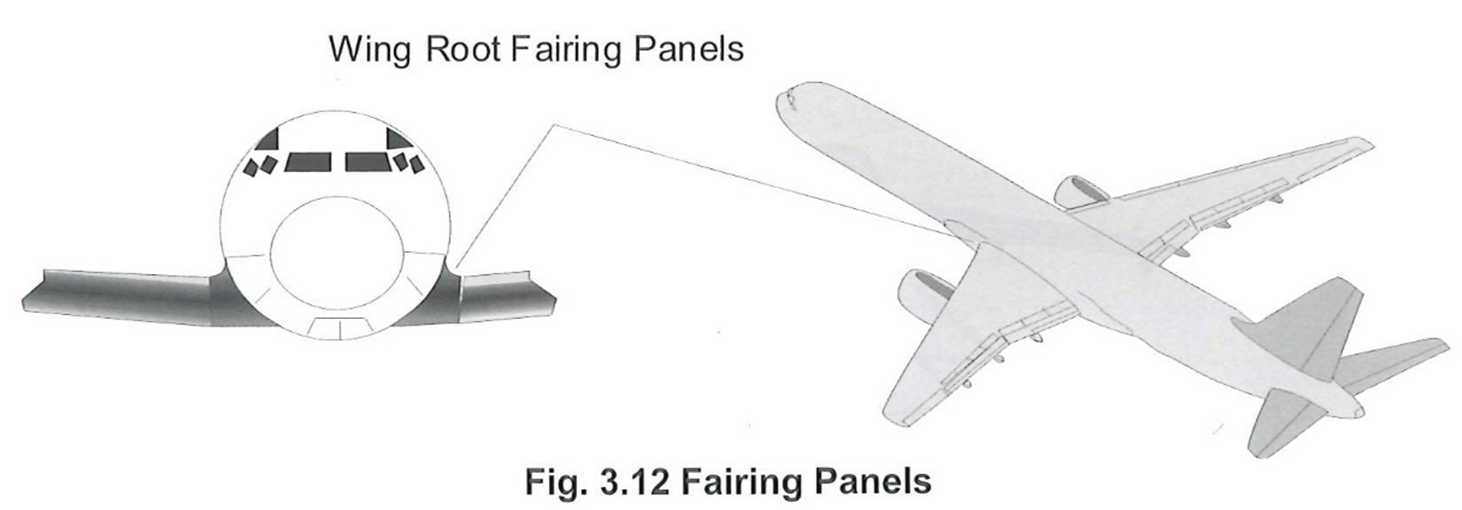 Wing Root Fairing Panels
Fig. 3.12 Fairing Panels